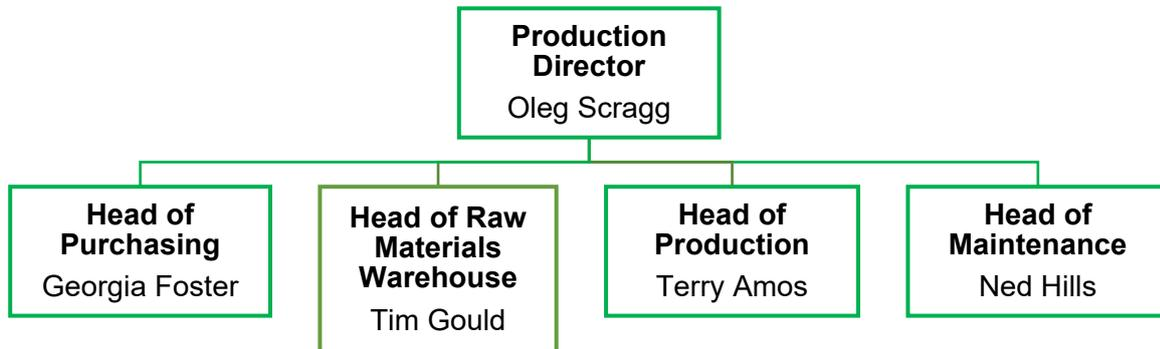 Production
Director
Oleg Scragg
Head of
Purchasing
Georgia Foster
Head of Raw
Materials
Warehouse
Tim Gould
Head of
Production
Terry Amos
Head of
Maintenance
Ned Hills